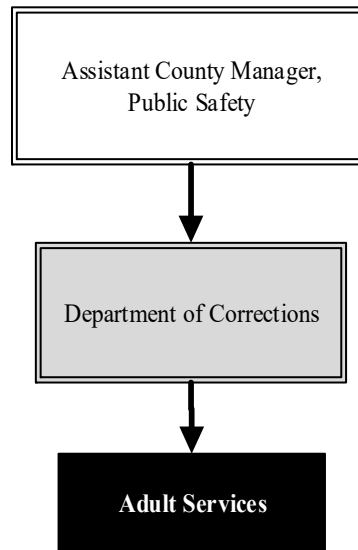 Assistant County Manager,
Public Safety
Department of Corrections
Adult Services